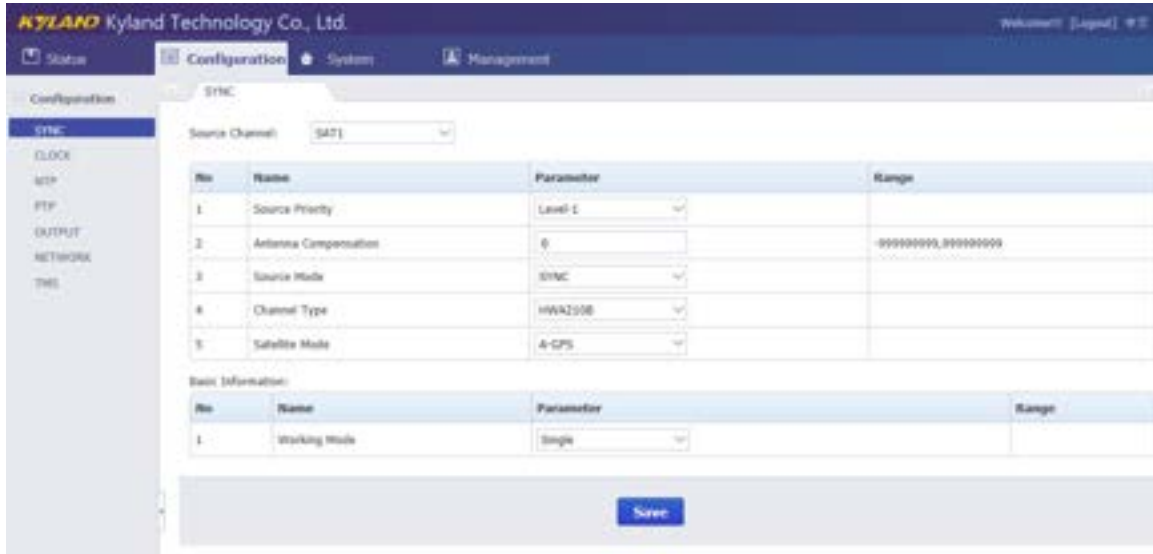 KYLAND Kyland Technology Co., Ltd.
Welcome!! [Logout] 中文
Status Configuration System Management
Configuration
SYNC
CLOCK
NTP
PTP
OUTPUT
NETWORK
TMS
SYNC
Source Channel: SAT1
No Name Parameter Range
1 Source Priority Level-1
2 Antenna Compensation 0 -999999999,999999999
3 Source Mode SYNC
4 Channel Type HWA210B
5 Satellite Mode A-GPS
Basic Information:
No Name Parameter Range
1 Working Mode Single
Save